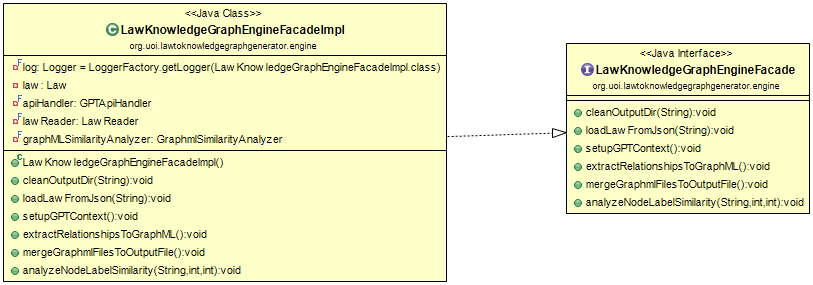 <<Java Class>>
LawKnowledgeGraphEngineFacadeImpl
org.uoi.lawtoknowledgegraphgenerator.engine
log: Logger = LoggerFactory.getLogger(LawKnowledgeGraphEngineFacadeImpl.class)
law: Law
apiHandler: GPTApiHandler
lawReader: LawReader
graphMLSimilarityAnalyzer: GraphmlSimilarityAnalyzer
LawKnowledgeGraphEngineFacadeImpl()
cleanOutputDir(String):void
loadLawFromJson(String):void
setupGPTContext():void
extractRelationshipsToGraphML():void
mergeGraphmlFilesToOutputFile():void
analyzeNodeLabelSimilarity(String,int,int):void
<<Java Interface>>
LawKnowledgeGraphEngineFacade
org.uoi.lawtoknowledgegraphgenerator.engine
cleanOutputDir(String):void
loadLawFromJson(String):void
setupGPTContext():void
extractRelationshipsToGraphML():void
mergeGraphmlFilesToOutputFile():void
analyzeNodeLabelSimilarity(String,int,int):void